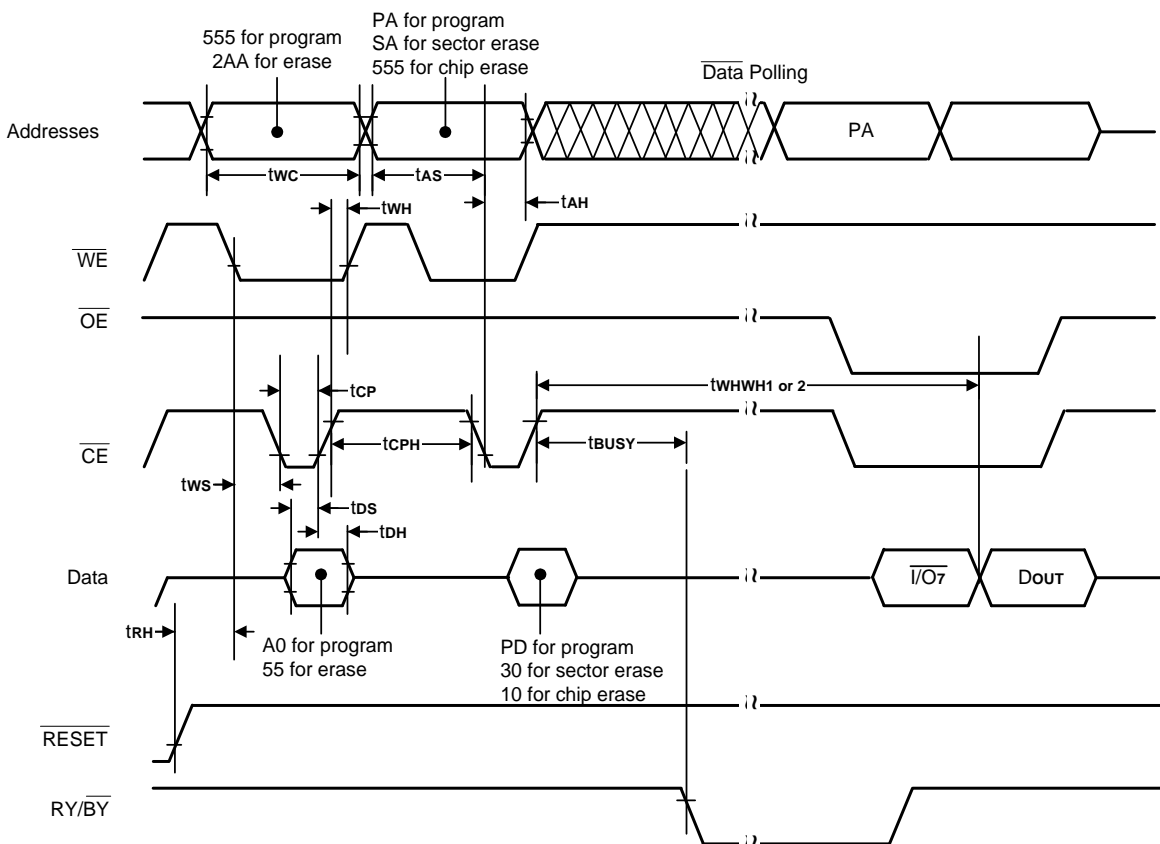 555 for program
2AA for erase
PA for program
SA for sector erase
555 for chip erase
Data Polling
Addresses
PA
tWC
tAS
tWH
tAH
WE
OE
tCP
tWHWH1 or 2
CE
tCPH
tBUSY
tWS
tDS
tDH
Data
I/O7
DOUT
tRH
A0 for program
55 for erase
PD for program
30 for sector erase
10 for chip erase
RESET
RY/BY